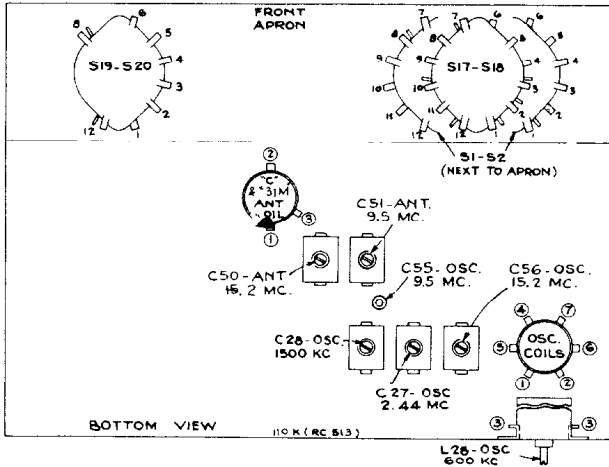 FRONT
APRON
8
6
5
4
3
2
1
12
S19-S20
7
7
6
6
8
8
5
5
9
9
4
4
10
10
3
3
11
11
2
2
12
12
1
1
S17-S18
S1-S2
(NEXT TO APRON)
②
"C"
& "31M
ANT
COIL
③
①
C51-ANT.
9.5 MC.
C50-ANT
15.2 MC.
C55-OSC.
9.5 MC.
C56-OSC.
15.2 MC.
C28-OSC.
1500 KC
C27-OSC
2.44 MC
④ ⑦
⑤ OSC. ⑥
COILS
① ②
③ ③
BOTTOM VIEW
110 K (RC 513)
L28-OSC
600 KC